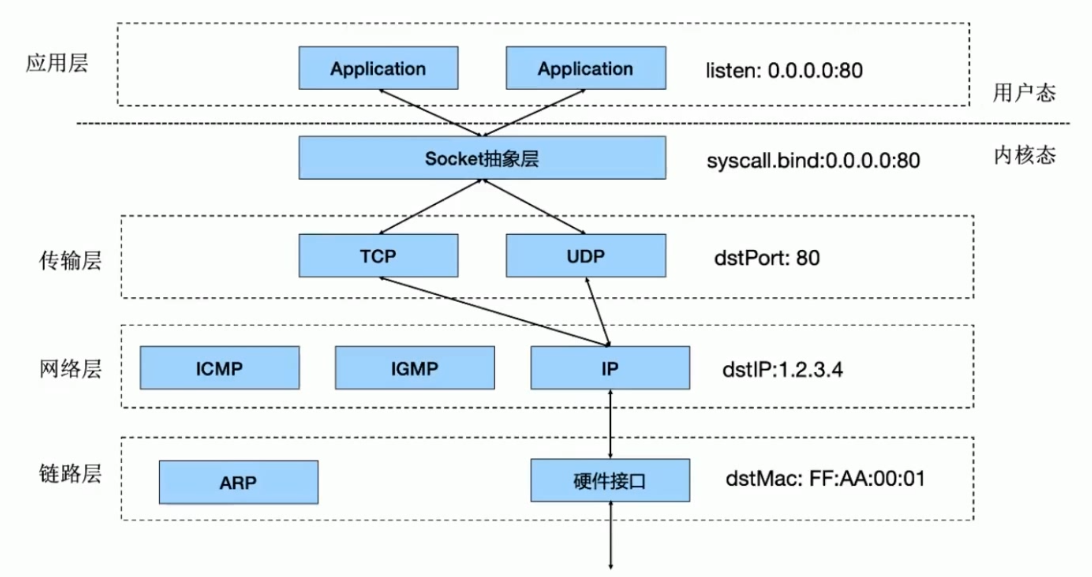 应用层
Application
Application
listen: 0.0.0.0:80
用户态
Socket抽象层
syscall.bind:0.0.0.0:80
内核态
传输层
TCP
UDP
dstPort: 80
网络层
ICMP
IGMP
IP
dstIP:1.2.3.4
链路层
ARP
硬件接口
dstMac: FF:AA:00:01